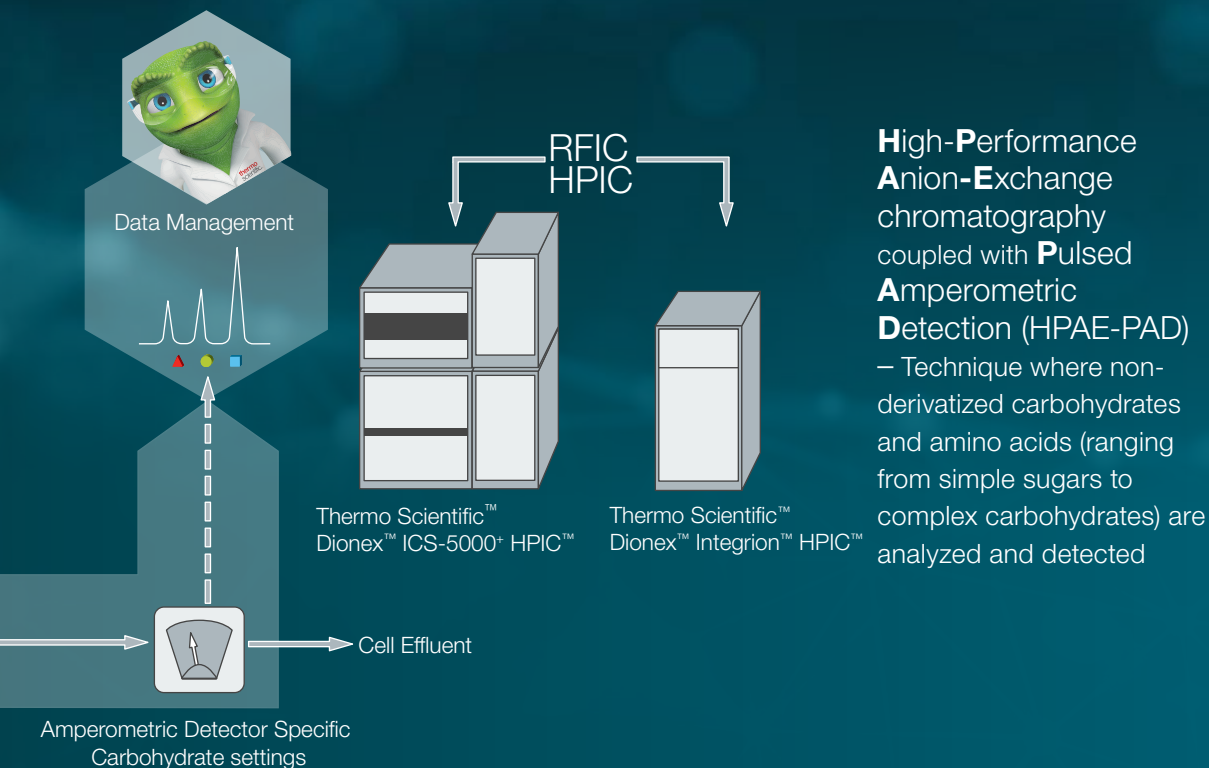 thermo
scientific
Data Management
RFIC
HPIC
Thermo Scientific™
Dionex™ ICS-5000⁺ HPIC™
Thermo Scientific™
Dionex™ Integrion™ HPIC™
Cell Effluent
Amperometric Detector Specific
Carbohydrate settings
High-Performance
Anion-Exchange
chromatography
coupled with Pulsed
Amperometric
Detection (HPAE-PAD)
– Technique where non-
derivatized carbohydrates
and amino acids (ranging
from simple sugars to
complex carbohydrates) are
analyzed and detected